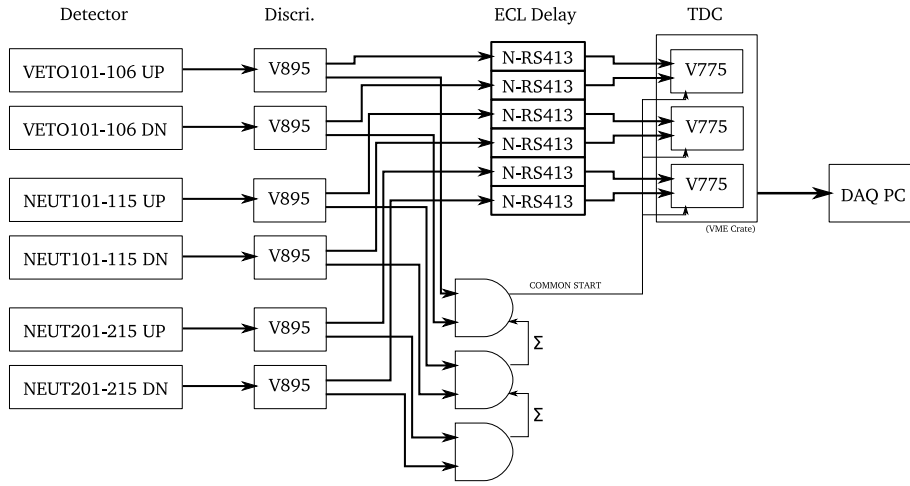 Detector Discri. ECL Delay TDC
VETO101-106 UP V895 N-RS413 V775
N-RS413
VETO101-106 DN V895 N-RS413 V775
N-RS413
N-RS413 V775
NEUT101-115 UP V895 N-RS413 DAQ PC
(VME Crate)
NEUT101-115 DN V895
COMMON START
NEUT201-215 UP V895
Σ
NEUT201-215 DN V895
Σ